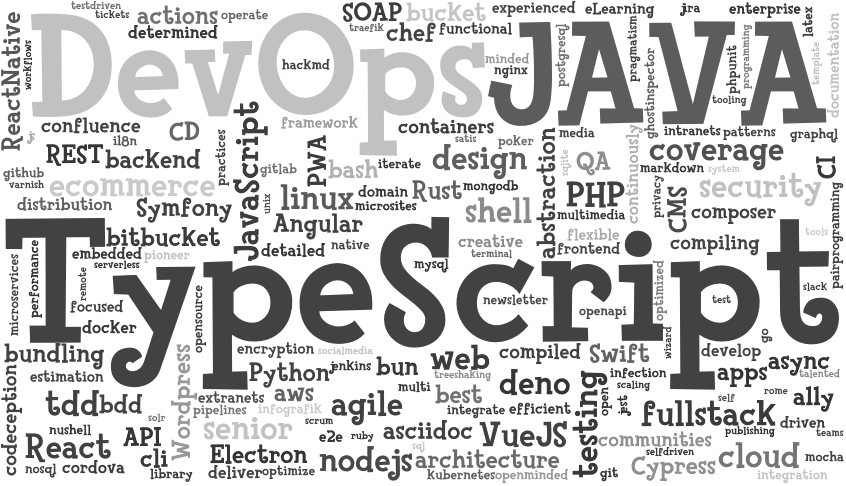 testdriven
tickets
actions
operate
determined
DevOps
hackMd
SOAP
traefik
bucket
chef
functional
minded
nginx
experienced
eLearning
jira
enterprise
latex
JAVA
postgresql
pragmatism
ghostinspector
phpunit
programming
tooling
template
documentation
ReactNative
workflows
confluence
il8n
CD
practices
JavaScript
framework
PWA
containers
satis
poker
media
continuously
intranets
patterns
graphql
REST
backend
gitlab
bash
iterate
design
abstraction
sqlite
QA
coverage
markdown
system
CI
github
varnish
ecommerce
unix
linux
domain
microsites
Rust
mongodb
PHP
multimedia
privacy
CMS
security
distribution
Symfony
Angular
shell
composer
pairprogramming
bitbucket
detailed
native
creative
terminal
flexible
frontend
compiling
tools
embedded
serverless
pioneer
TypeScript
microservices
performance
remote
focused
docker
opensource
mysql
newsletter
openapi
optimized
test
slack
wizard
go
bundling
estimation
encryption
socialmedia
Python
jenkins
bun
web
treeshaking
compiled
Swift
develop
async
apps
talented
infection
scaling
codeception
tdd
bdd
solr
Wordpress
extranets
pipelines
aws
infografik
multi
agile
best
integrate
deno
efficient
testing
open
jest
self
rome
ally
fullstack
publishing
driven
teams
nushell
React
API
senior
scrum
e2e
ruby
asciidoc
sql
VueJS
communities
selfdriven
cloud
mocha
nosql
cordova
cli
library
Electron
deliver
optimize
nodejs
architecture
Kubernetes
openminded
git
Cypress
integration